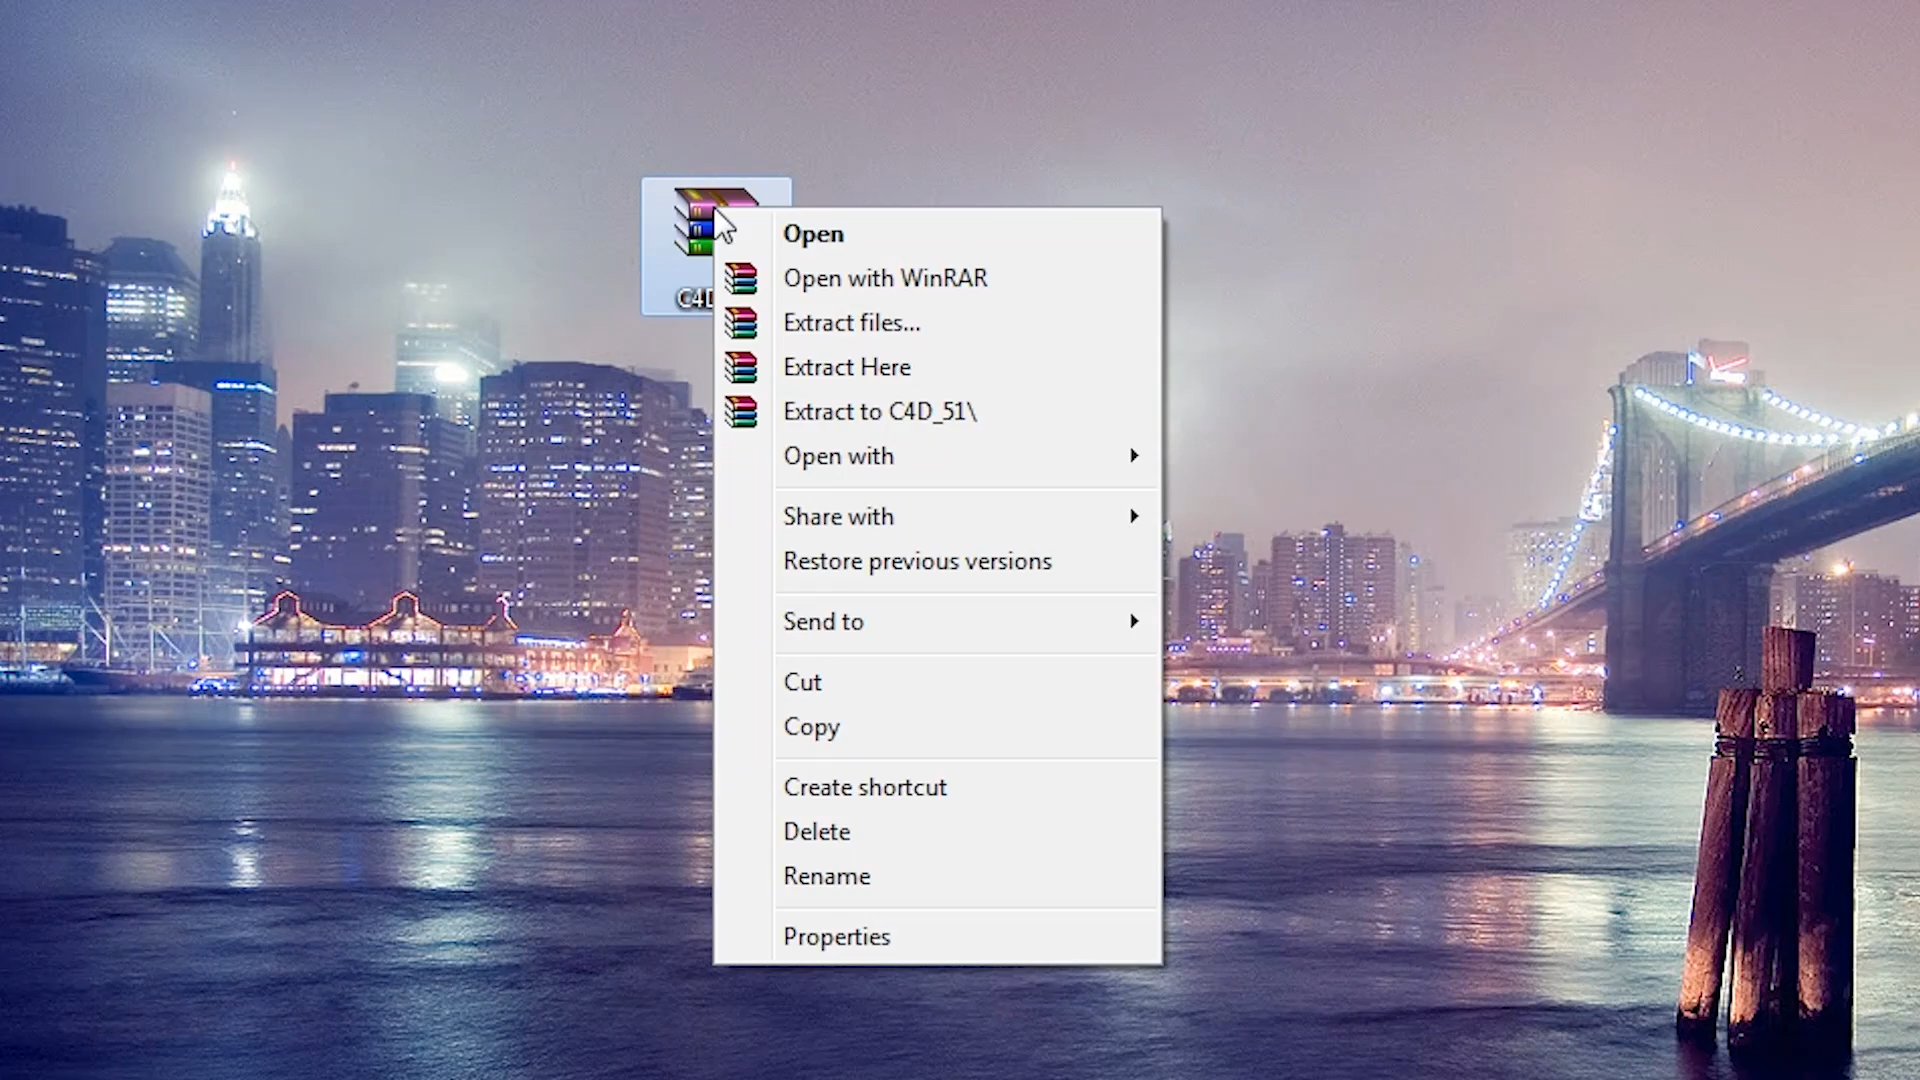 C4D
Open
Open with WinRAR
Extract files...
Extract Here
Extract to C4D_51\
Open with
Share with
Restore previous versions
Send to
Cut
Copy
Create shortcut
Delete
Rename
Properties